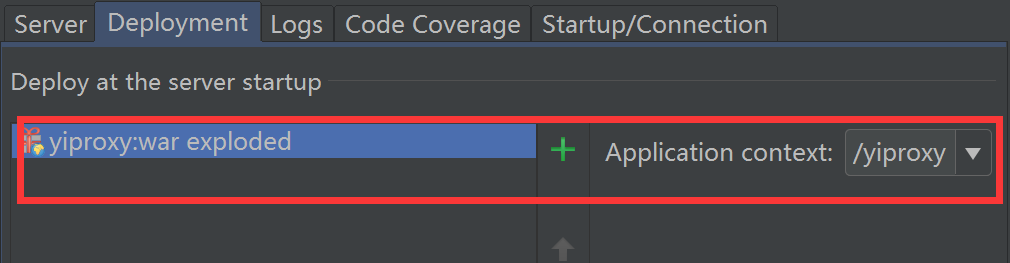 Server Deployment Logs Code Coverage Startup/Connection
Deploy at the server startup
yiproxy:war exploded
Application context: /yiproxy